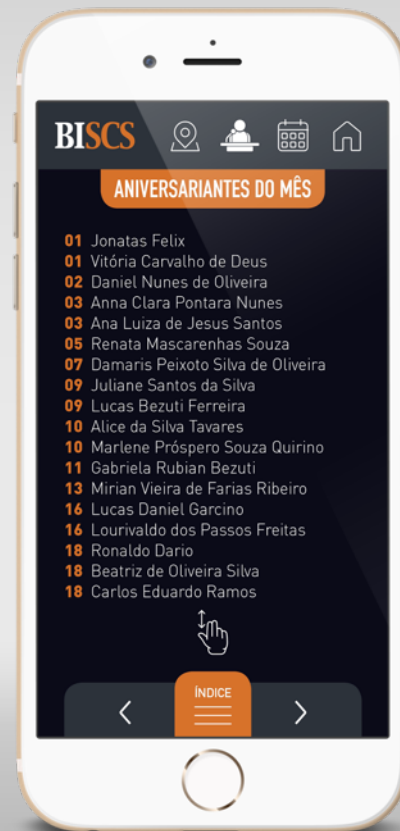 BISCS
ANIVERSARIANTES DO MÊS
01 Jonatas Felix
01 Vitória Carvalho de Deus
02 Daniel Nunes de Oliveira
03 Anna Clara Pontara Nunes
03 Ana Luiza de Jesus Santos
05 Renata Mascarenhas Souza
07 Damaris Peixoto Silva de Oliveira
09 Juliane Santos da Silva
09 Lucas Bezuti Ferreira
10 Alice da Silva Tavares
10 Marlene Próspero Souza Quirino
11 Gabriela Rubian Bezuti
13 Mirian Vieira de Farias Ribeiro
16 Lucas Daniel Garcino
16 Lourivaldo dos Passos Freitas
18 Ronaldo Dario
18 Beatriz de Oliveira Silva
18 Carlos Eduardo Ramos
ÍNDICE